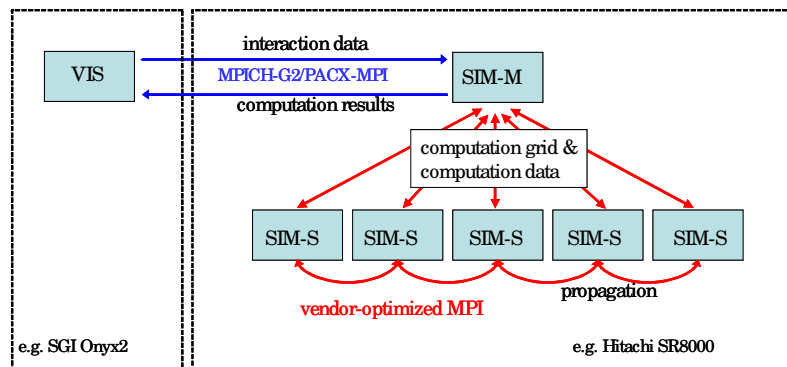 interaction data
VIS
MPICH-G2/PACX-MPI
SIM-M
computation results
computation grid &
computation data
SIM-S
SIM-S
SIM-S
SIM-S
SIM-S
propagation
vendor-optimized MPI
e.g. SGI Onyx2
e.g. Hitachi SR8000